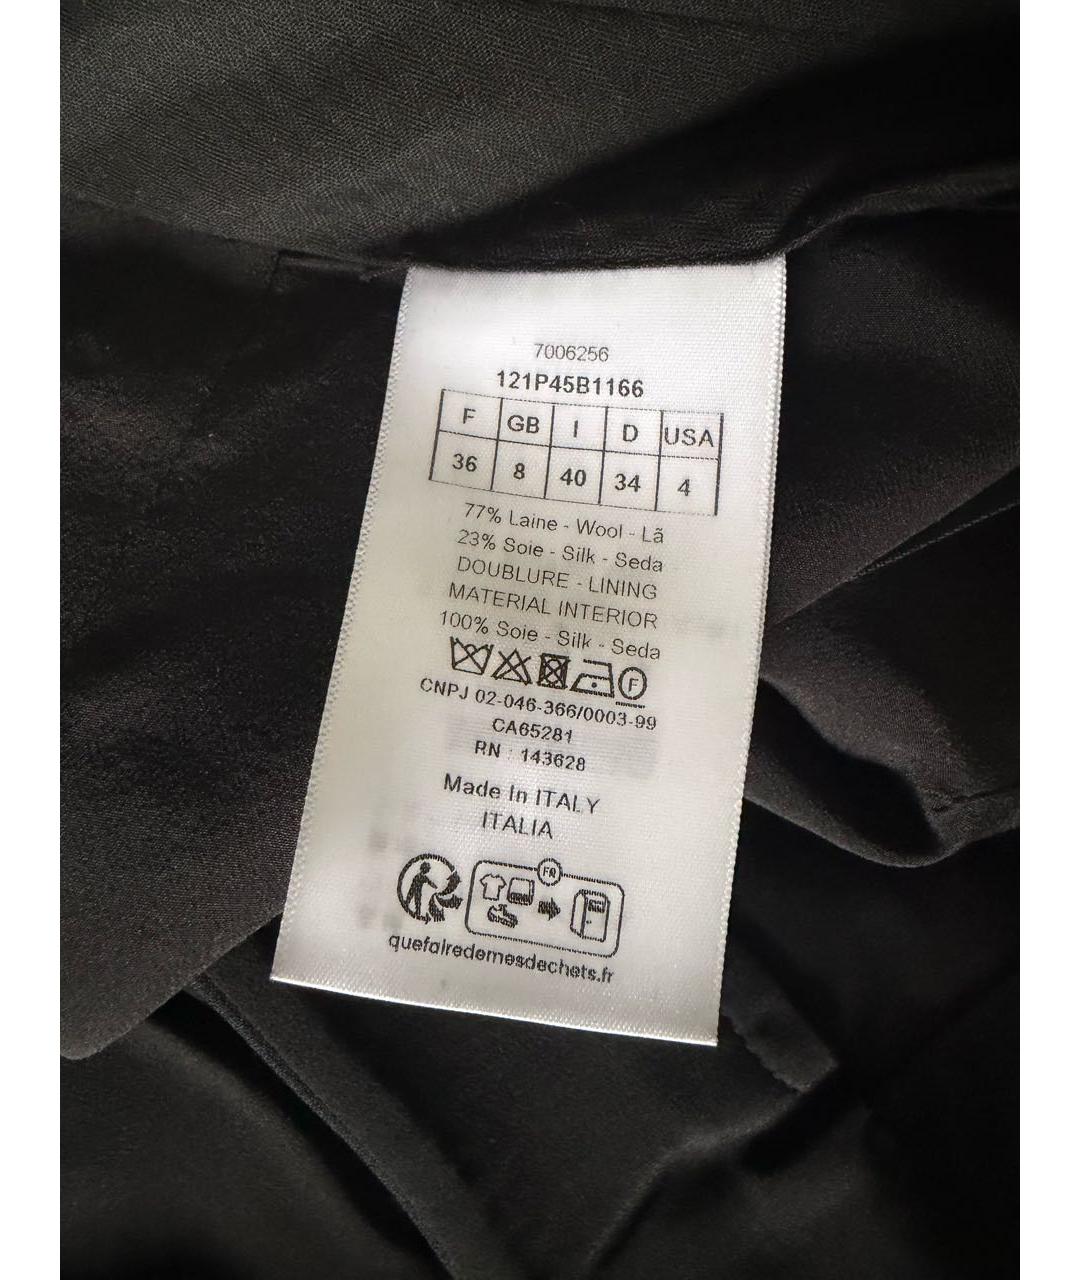 7006256
121P45B1166
F GB I D USA
36 8 40 34 4
77% Laine - Wool - Lã
23% Soie - Silk - Seda
DOUBLURE - LINING
MATERIAL INTERIOR
100% Soie - Silk - Seda
F
CNPJ 02-046-366/0003-99
CA65281
RN : 143628
Made In ITALY
ITALIA
FR
quefairedemesdechets.fr